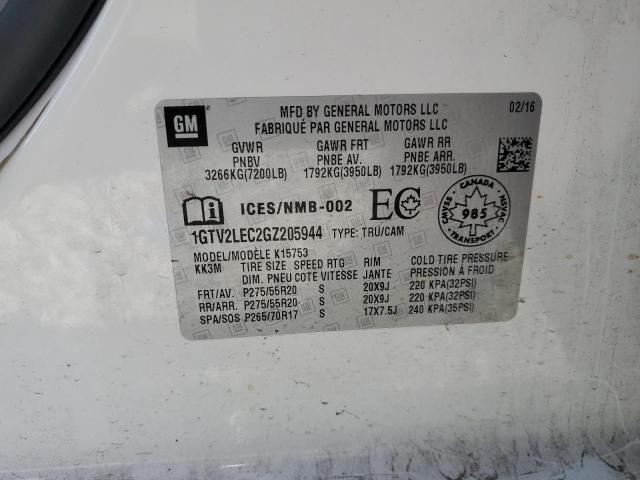 GM
MFD BY GENERAL MOTORS LLC 02/16
FABRIQUÉ PAR GENERAL MOTORS LLC
GVWR GAWR FRT GAWR RR
PNBV PNBE AV. PNBE ARR.
3266KG(7200LB) 1792KG(3950LB) 1792KG(3950LB)
ICES/NMB-002 EC
CANADA
CMVSS 985 NSVAC
TRANSPORT
1GTV2LEC2GZ205944 TYPE: TRU/CAM
MODEL/MODÈLE K15753
KK3M TIRE SIZE SPEED RTG RIM COLD TIRE PRESSURE
DIM. PNEU COTE VITESSE JANTE PRESSION À FROID
FRT/AV. P275/55R20 S 20X9J 220 KPA(32PSI)
RR/ARR. P275/55R20 S 20X9J 220 KPA(32PSI)
SPA/SOS P265/70R17 S 17X7.5J 240 KPA(35PSI)